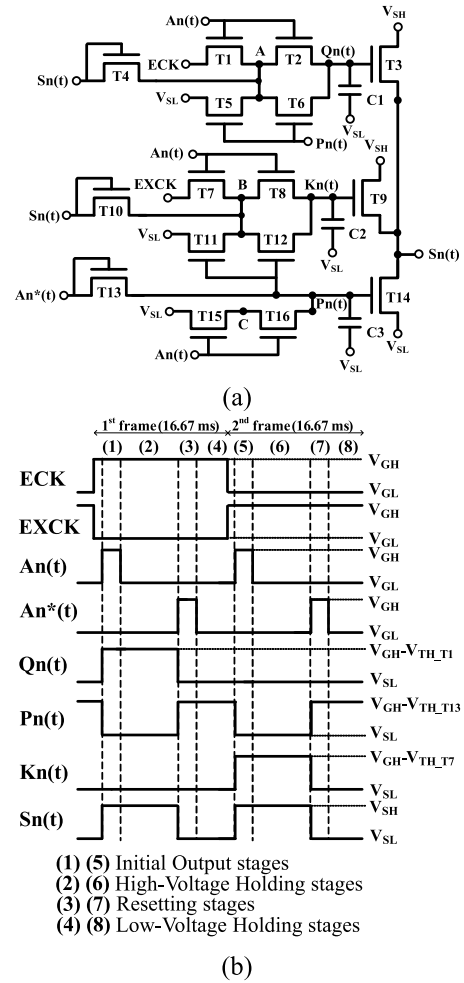 An(t)
V_SH
A
Qn(t)
ECK
T1
T2
T3
Sn(t)
T4
C1
V_SL
T5
T6
V_SL
Pn(t)
V_SH
An(t)
EXCK
B
Kn(t)
T7
T8
T9
Sn(t)
T10
C2
V_SL
T11
T12
V_SL
Sn(t)
An*(t)
T13
Pn(t)
T14
V_SL
T15
C
T16
C3
An(t)
V_SL
V_SL
(a)
1st frame (16.67 ms)
2nd frame (16.67 ms)
(1) (2) (3) (4) (5) (6) (7) (8)
ECK
V_GH
V_GL
EXCK
V_GH
V_GL
An(t)
V_GH
V_GL
An*(t)
V_GH
V_GL
Qn(t)
V_GH-V_TH_T1
V_SL
Pn(t)
V_GH-V_TH_T13
V_SL
Kn(t)
V_GH-V_TH_T7
V_SL
Sn(t)
V_SH
V_SL
(1) (5) Initial Output stages
(2) (6) High-Voltage Holding stages
(3) (7) Resetting stages
(4) (8) Low-Voltage Holding stages
(b)